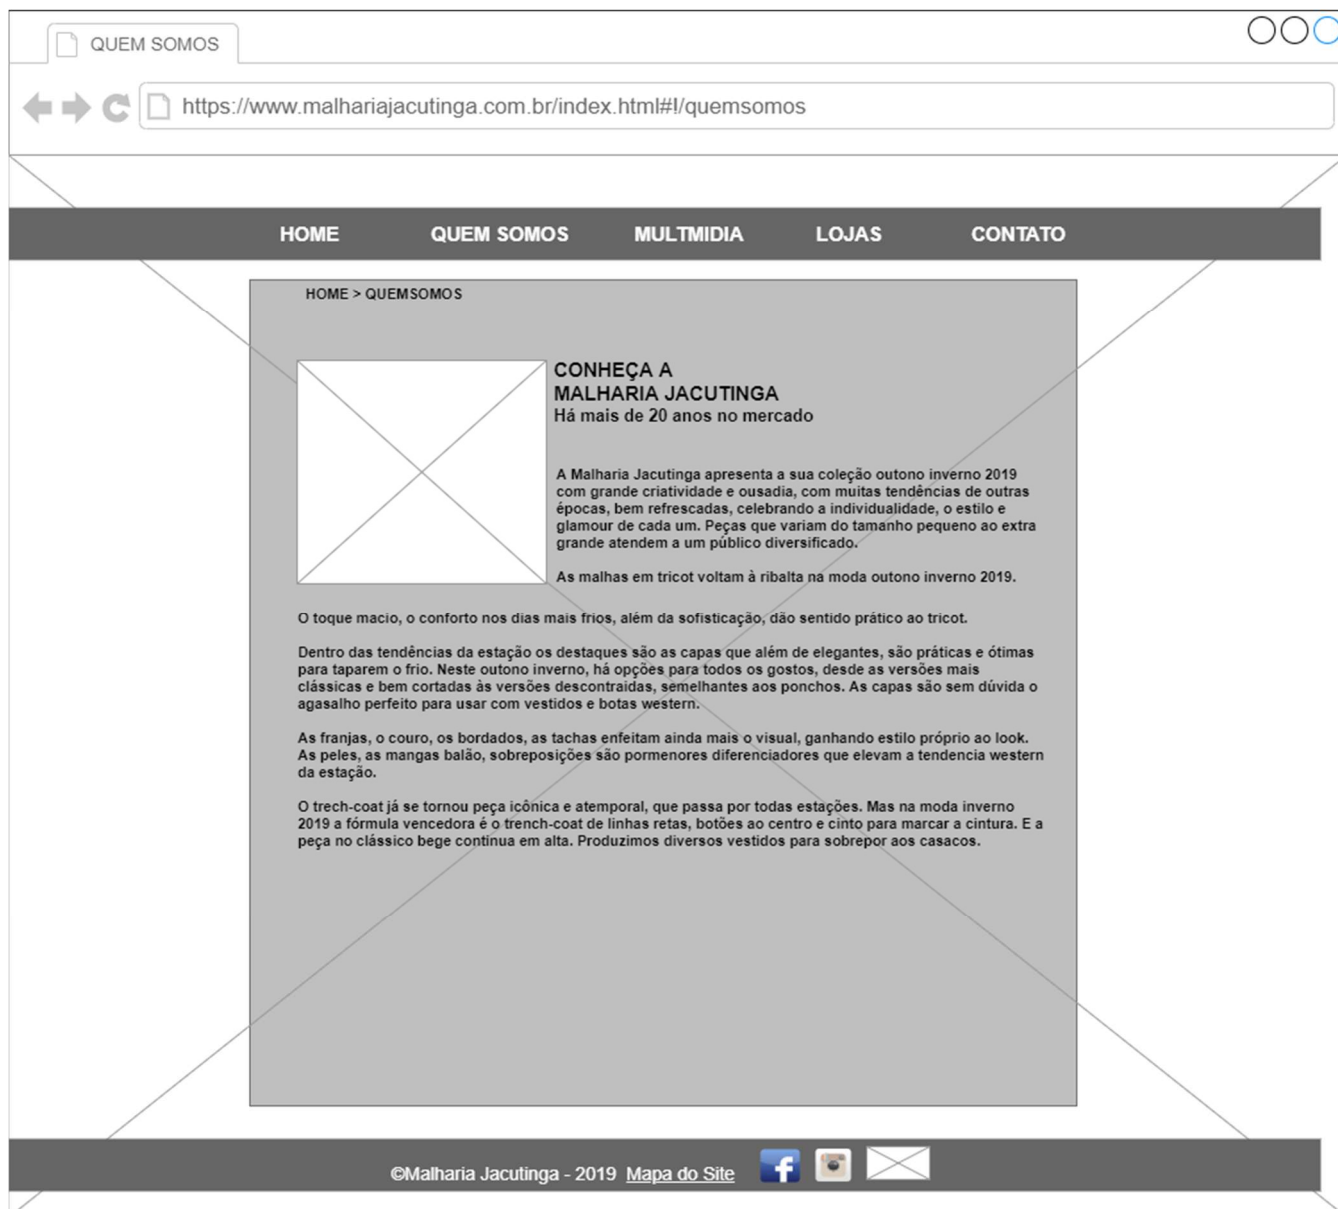 QUEM SOMOS
https://www.malhariajacutinga.com.br/index.html#!/quemsomos
HOME QUEM SOMOS MULTMIDIA LOJAS CONTATO
HOME > QUEMSOMOS
CONHEÇA A
MALHARIA JACUTINGA
Há mais de 20 anos no mercado
A Malharia Jacutinga apresenta a sua coleção outono inverno 2019
com grande criatividade e ousadia, com muitas tendências de outras
épocas, bem refrescadas, celebrando a individualidade, o estilo e
glamour de cada um. Peças que variam do tamanho pequeno ao extra
grande atendem a um público diversificado.
As malhas em tricot voltam à ribalta na moda outono inverno 2019.
O toque macio, o conforto nos dias mais frios, além da sofisticação, dão sentido prático ao tricot.
Dentro das tendências da estação os destaques são as capas que além de elegantes, são práticas e ótimas
para taparem o frio. Neste outono inverno, há opções para todos os gostos, desde as versões mais
clássicas e bem cortadas às versões descontraidas, semelhantes aos ponchos. As capas são sem dúvida o
agasalho perfeito para usar com vestidos e botas western.
As franjas, o couro, os bordados, as tachas enfeitam ainda mais o visual, ganhando estilo próprio ao look.
As peles, as mangas balão, sobreposições são pormenores diferenciadores que elevam a tendencia western
da estação.
O trech-coat já se tornou peça icônica e atemporal, que passa por todas estações. Mas na moda inverno
2019 a fórmula vencedora é o trench-coat de linhas retas, botões ao centro e cinto para marcar a cintura. E a
peça no clássico bege continua em alta. Produzimos diversos vestidos para sobrepor aos casacos.
©Malharia Jacutinga - 2019 Mapa do Site f